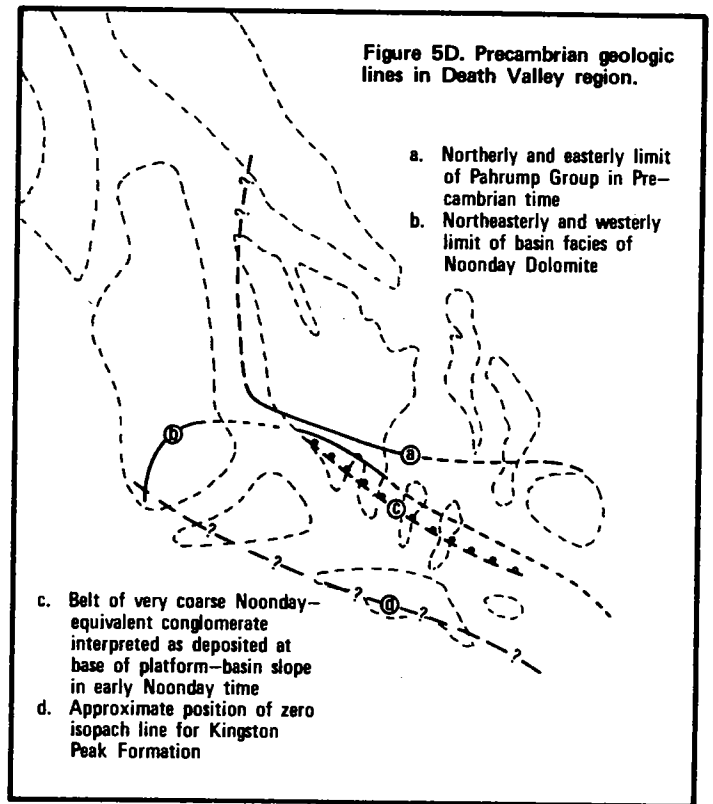 Figure 5D. Precambrian geologic
lines in Death Valley region.
a. Northerly and easterly limit
of Pahrump Group in Pre—
cambrian time
b. Northeasterly and westerly
limit of basin facies of
Noonday Dolomite
?
?
?
b
a
c
?
?
?
d
?
?
c. Belt of very coarse Noonday—
equivalent conglomerate
interpreted as deposited at
base of platform—basin slope
in early Noonday time
d. Approximate position of zero
isopach line for Kingston
Peak Formation